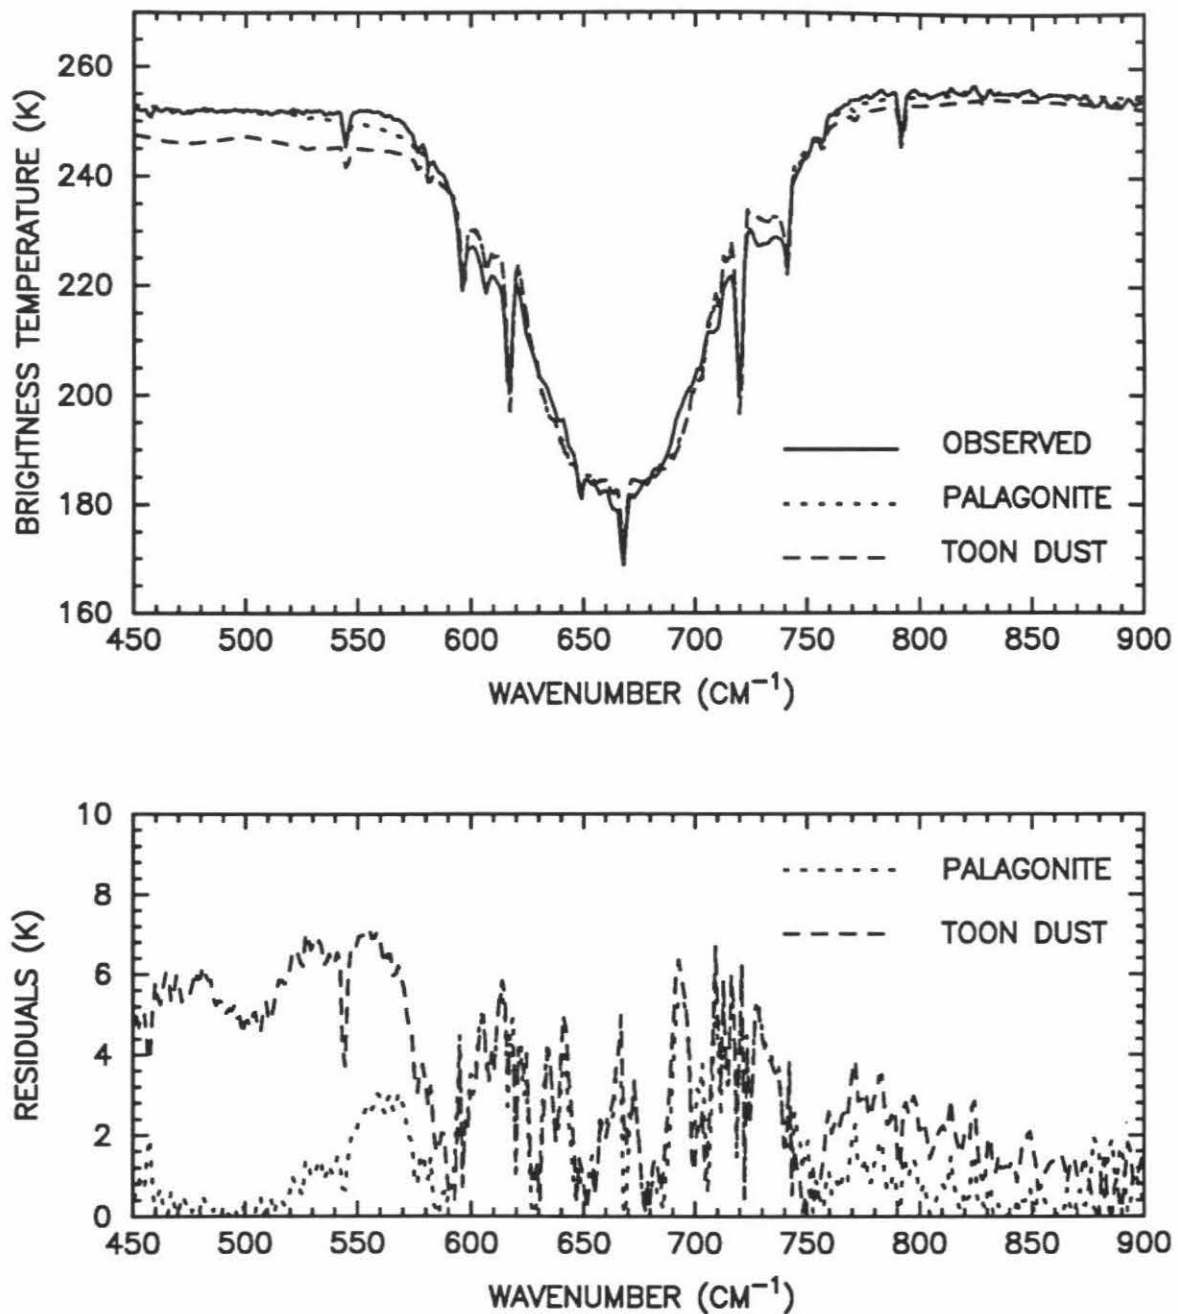 BRIGHTNESS TEMPERATURE (K)
260
240
220
200
180
160
OBSERVED
PALAGONITE
TOON DUST
450 500 550 600 650 700 750 800 850 900
WAVENUMBER (CM⁻¹)
RESIDUALS (K)
10
8
6
4
2
0
PALAGONITE
TOON DUST
450 500 550 600 650 700 750 800 850 900
WAVENUMBER (CM⁻¹)